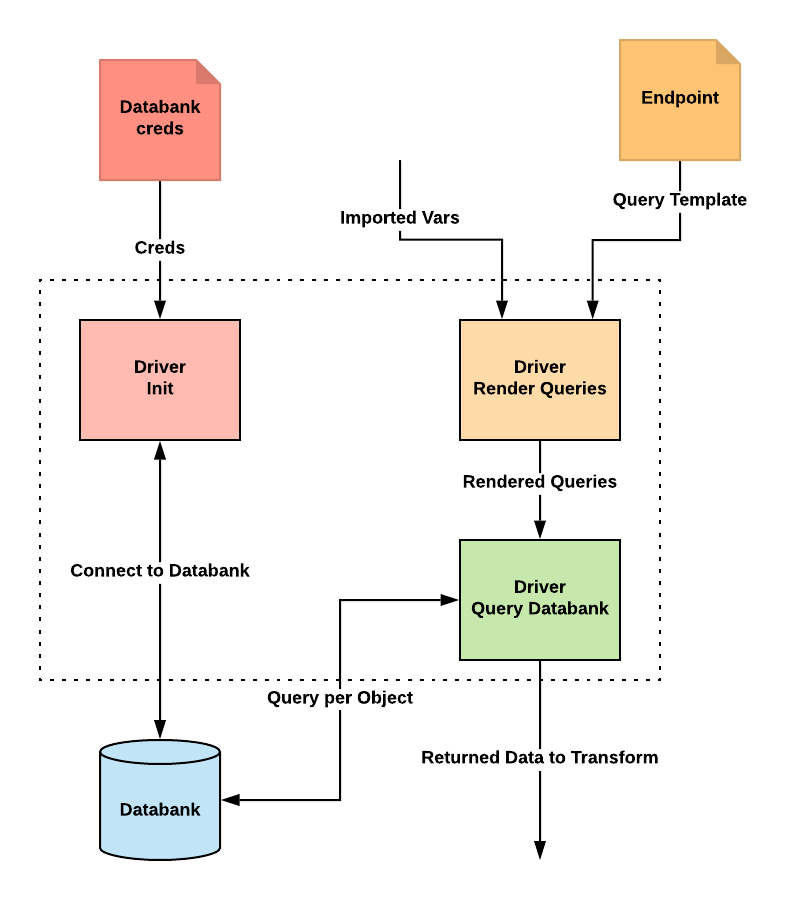 Databank
creds
Endpoint
Query Template
Imported Vars
Creds
Driver
Init
Driver
Render Queries
Rendered Queries
Connect to Databank
Driver
Query Databank
Query per Object
Returned Data to Transform
Databank